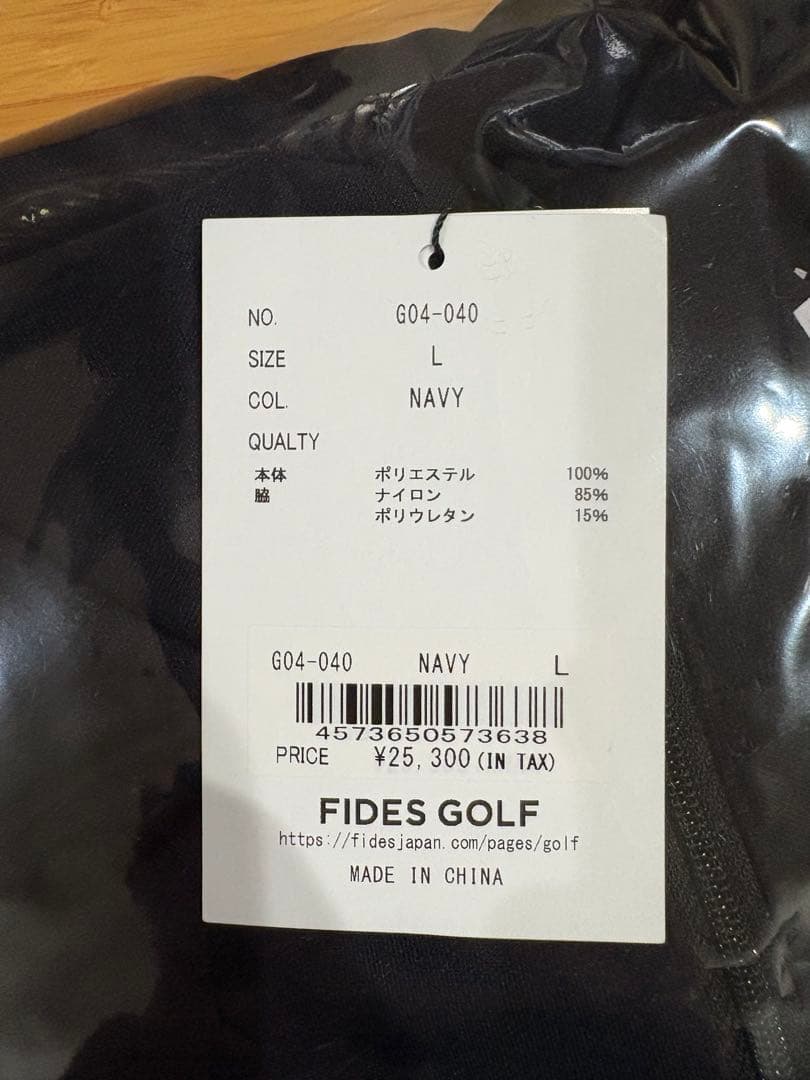 NO. G04-040
SIZE L
COL. NAVY
QUALTY
本体 ポリエステル 100%
脇 ナイロン 85%
ポリウレタン 15%
G04-040 NAVY L
4573650573638
PRICE ¥25,300(IN TAX)
FIDES GOLF
https://fidesjapan.com/pages/golf
MADE IN CHINA